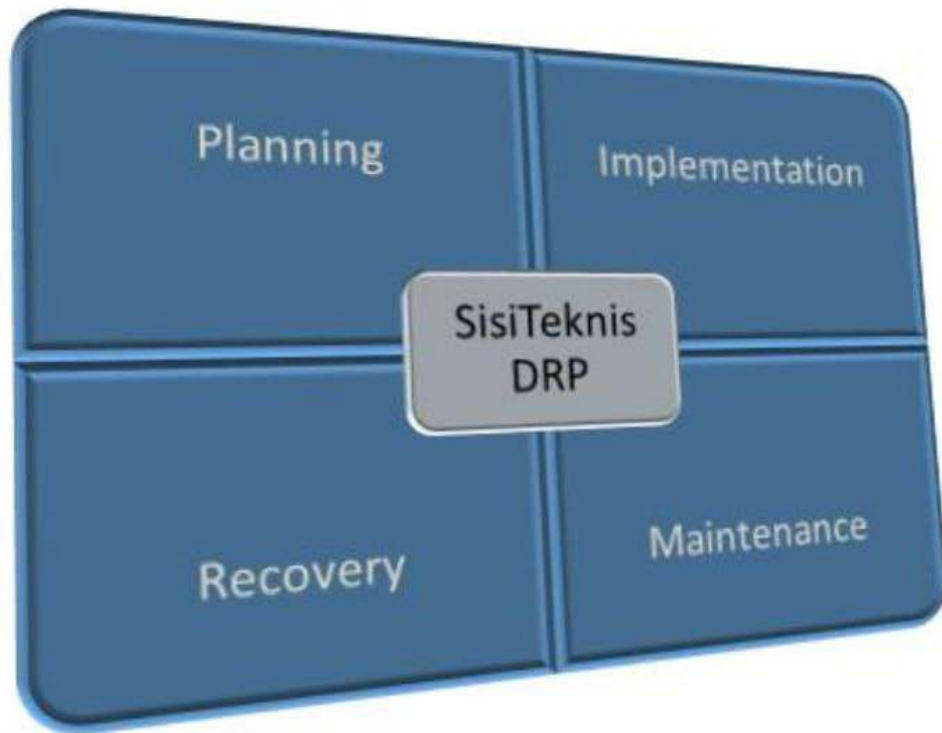 Planning
Implementation
SisiTeknis
DRP
Recovery
Maintenance